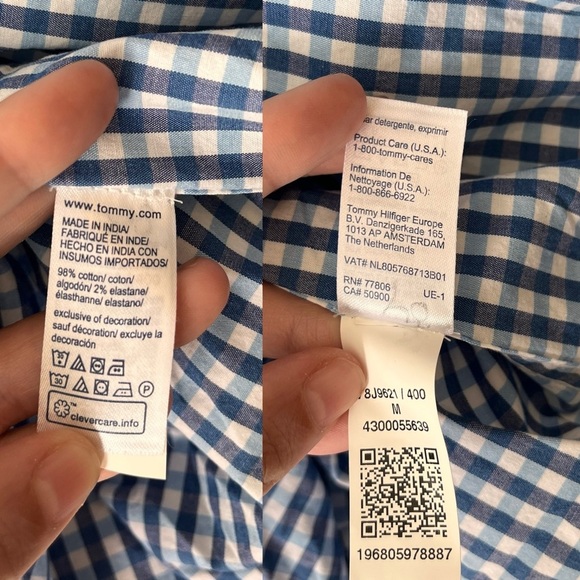 www.tommy.com
MADE IN INDIA/
FABRIQUÉ EN INDE/
HECHO EN INDIA CON
INSUMOS IMPORTADOS/
98% cotton/coton/
algodón/ 2% elastane/
élasthanne/ elastano/
exclusive of decoration/
sauf décoration/ excluye la
decoración
30
clevercare.info
detergente, exprimir
Product Care (U.S.A.):
1-800-tommy-cares
Information De
Nettoyage (U.S.A.):
1-800-866-6922
Tommy Hilfiger Europe
B.V. Danzigerkade 165,
1013 AP AMSTERDAM
The Netherlands
VAT# NL805768713B01
RN# 77806
CA# 50900 UE-1
8J9621 / 400
M
4300055639
196805978887